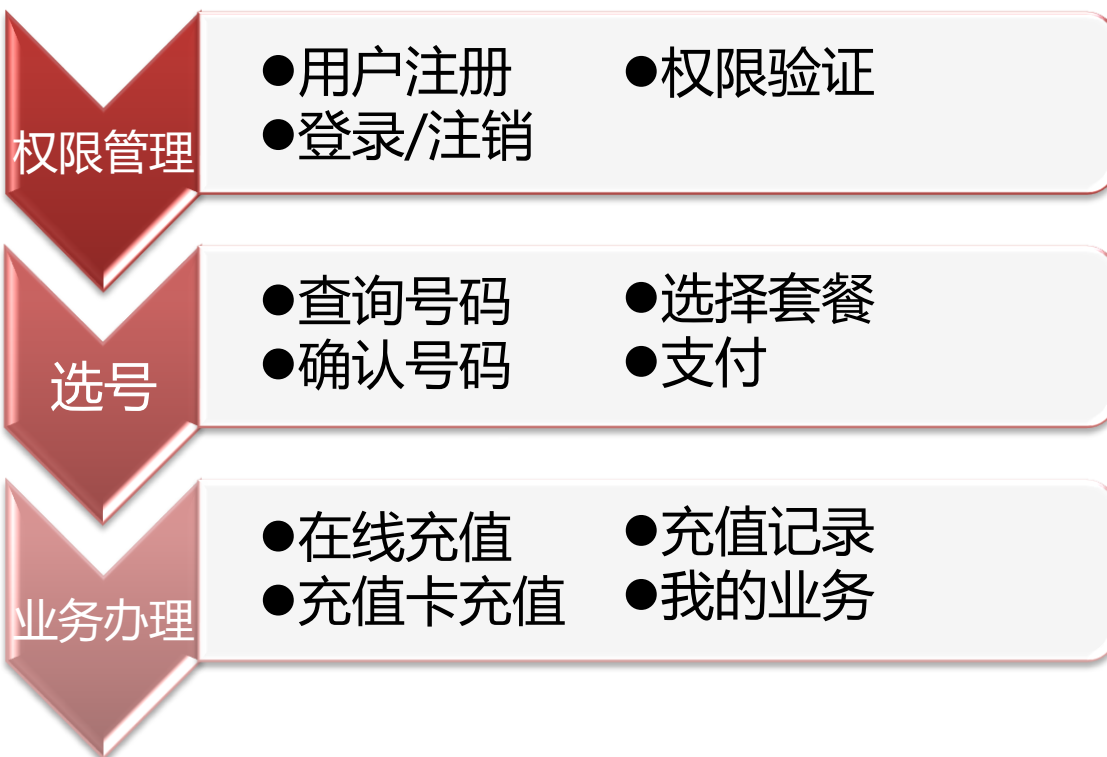 权限管理
●用户注册
●登录/注销
●权限验证
选号
●查询号码
●确认号码
●选择套餐
●支付
业务办理
●在线充值
●充值卡充值
●充值记录
●我的业务